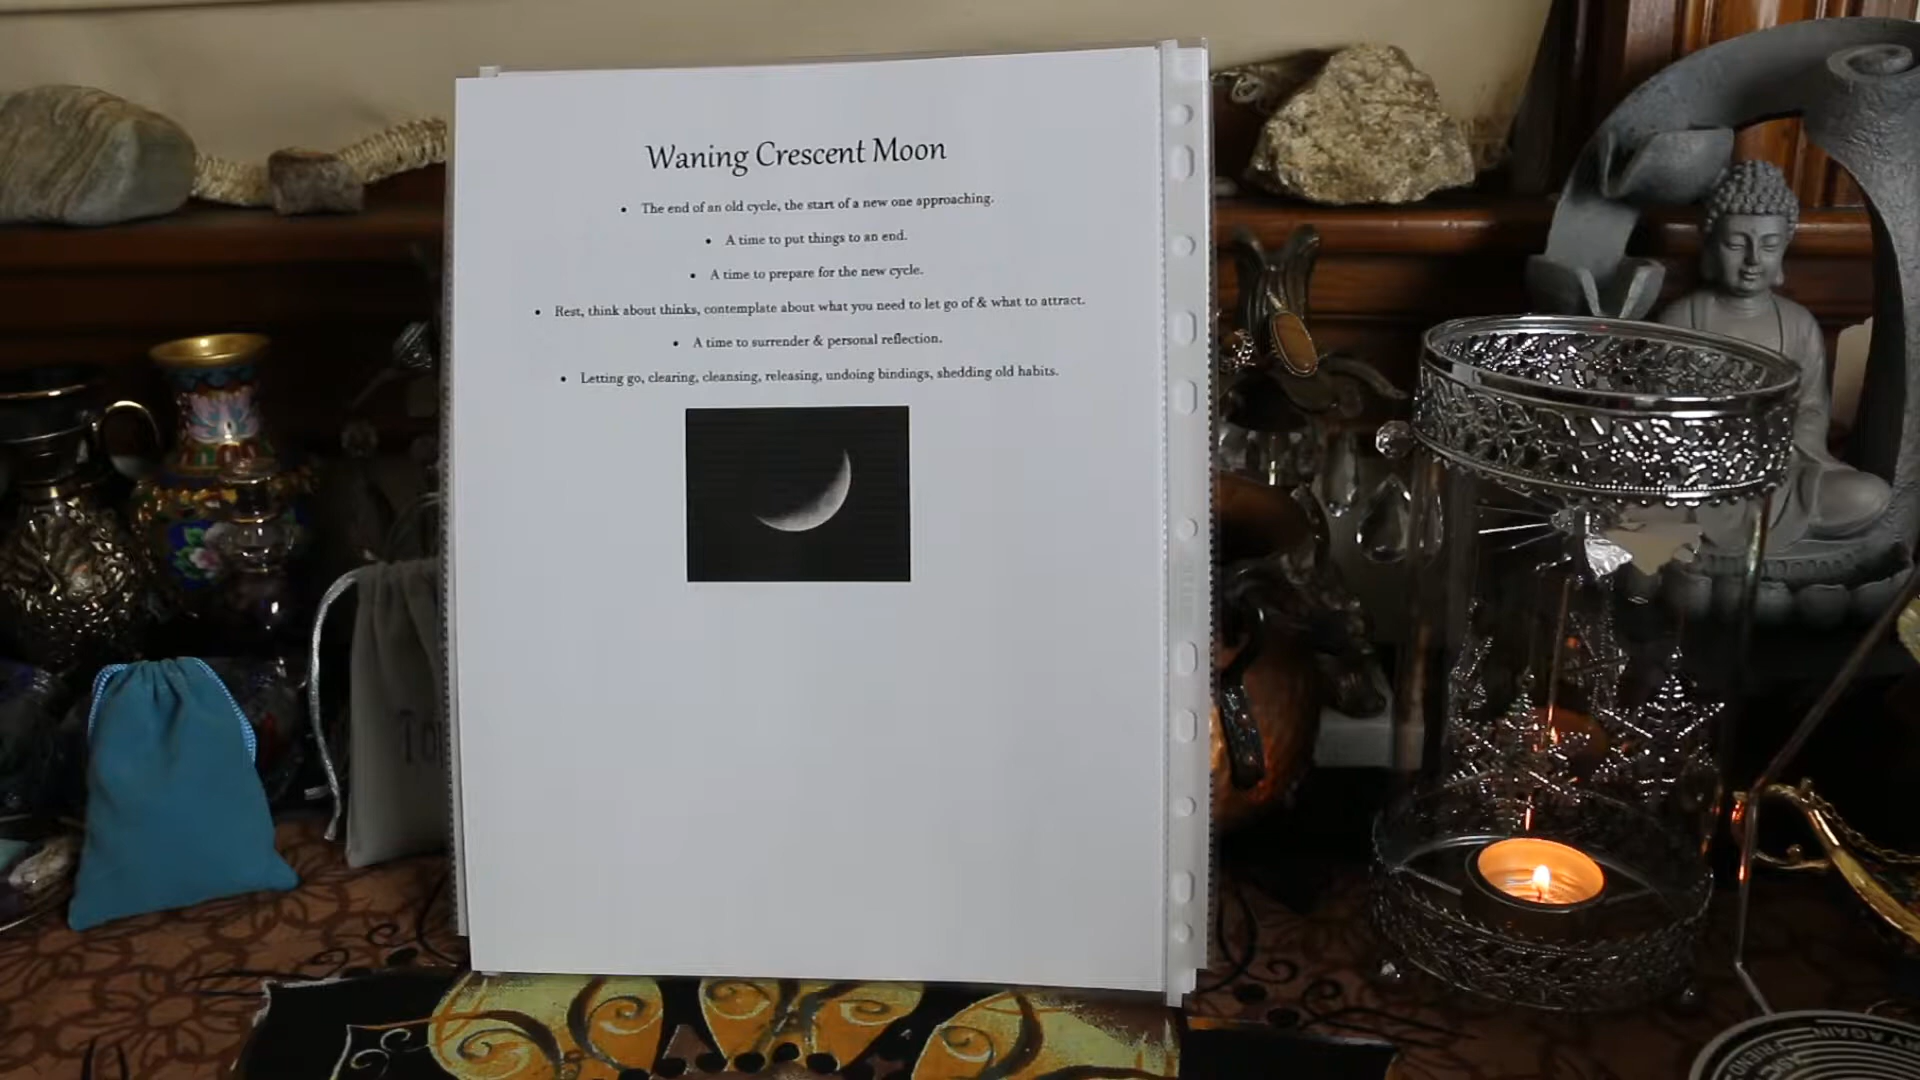 Waning Crescent Moon
• The end of an old cycle, the start of a new one approaching.
• A time to put things to an end.
• A time to prepare for the new cycle.
• Rest, think about thinks, contemplate about what you need to let go of & what to attract.
• A time to surrender & personal reflection.
• Letting go, clearing, cleansing, releasing, undoing bindings, shedding old habits.
AGAIN